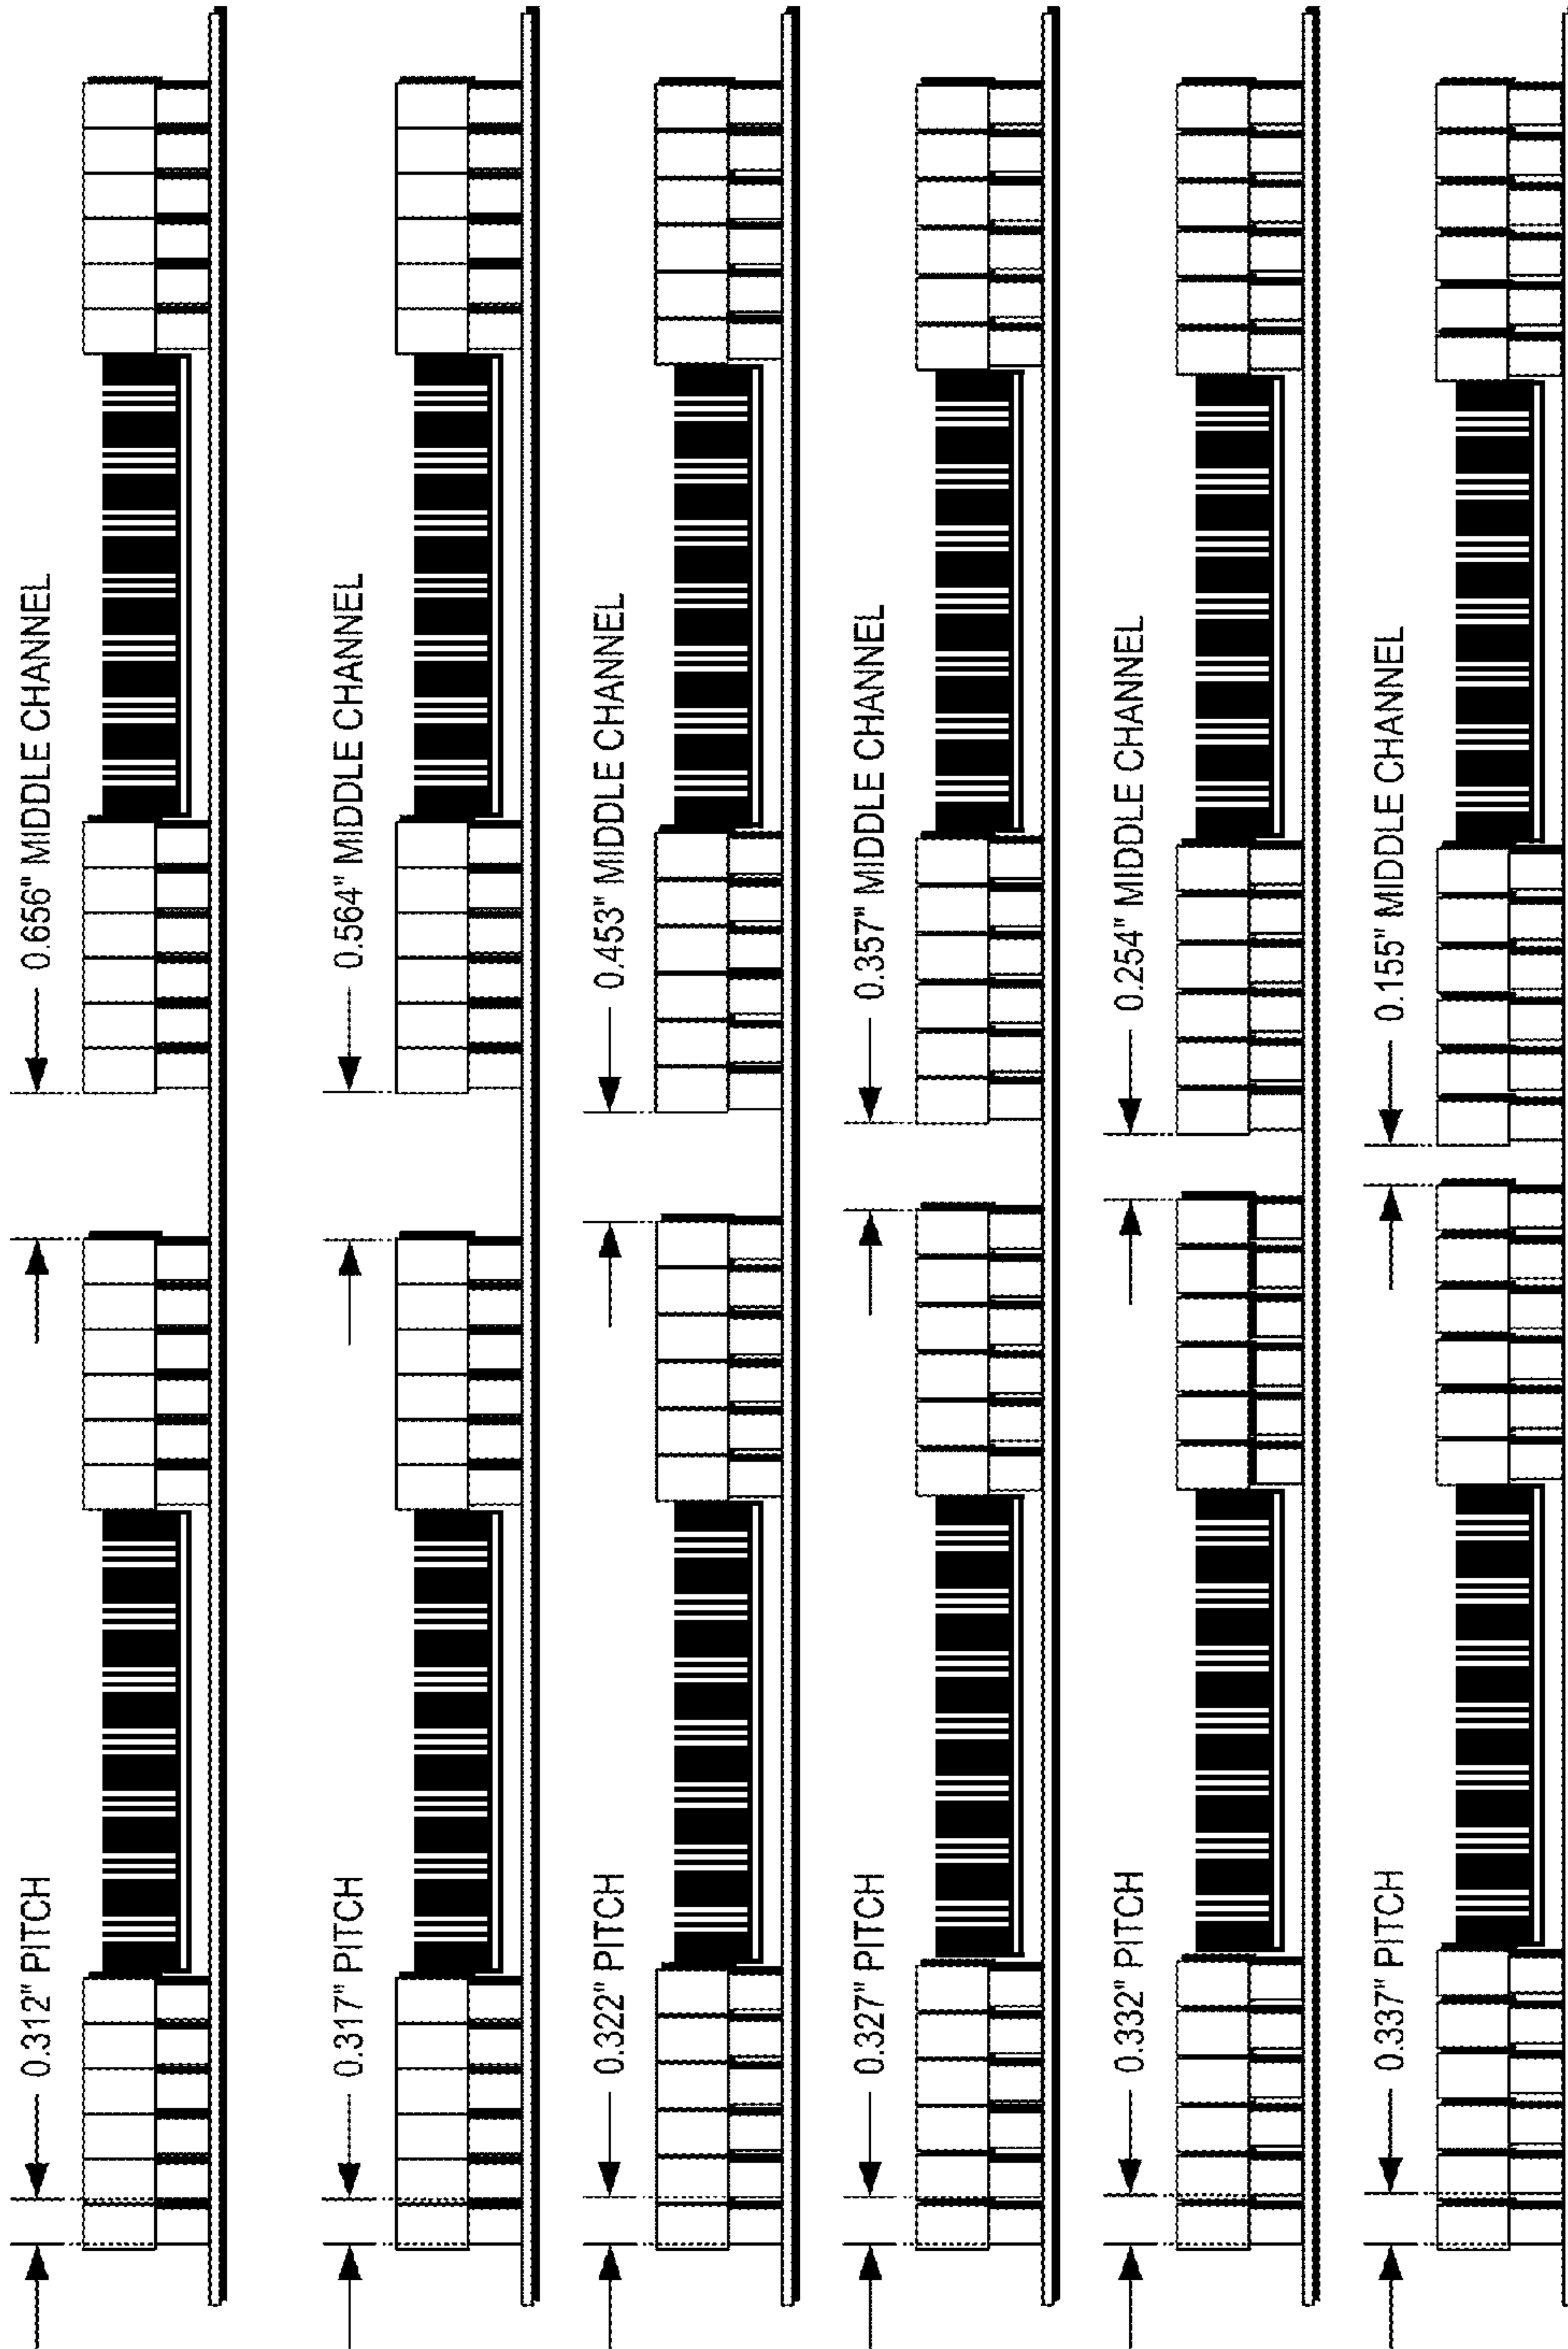 0.312" PITCH
0.656" MIDDLE CHANNEL
0.317" PITCH
0.564" MIDDLE CHANNEL
0.322" PITCH
0.453" MIDDLE CHANNEL
0.327" PITCH
0.357" MIDDLE CHANNEL
0.332" PITCH
0.254" MIDDLE CHANNEL
0.337" PITCH
0.155" MIDDLE CHANNEL